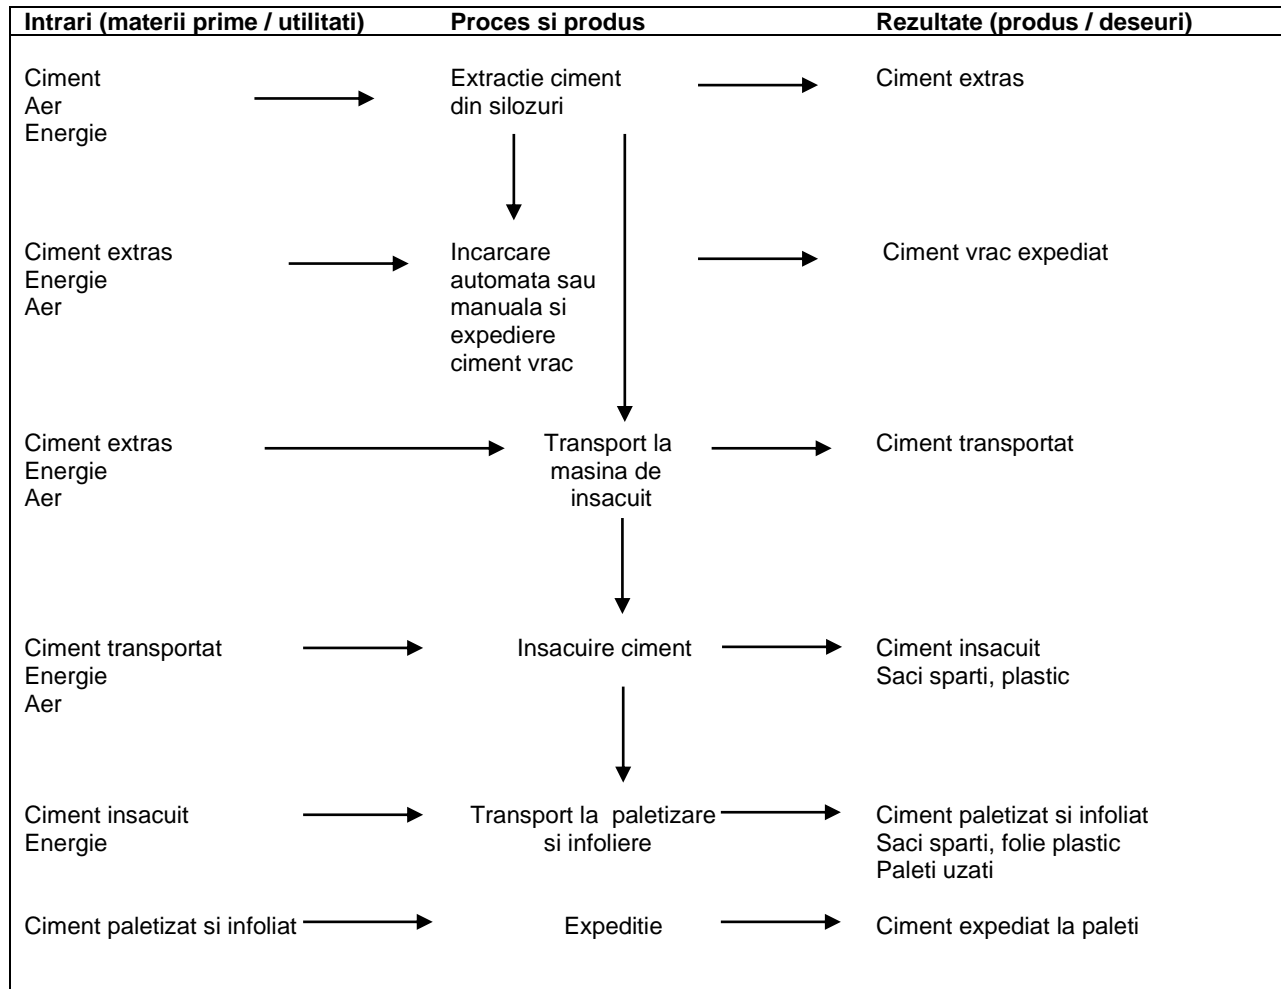 Intrari (materii prime / utilitati) Proces si produs Rezultate (produs / deseuri)
Ciment Extractie ciment Ciment extras
Aer din silozuri
Energie
Ciment extras Incarcare Ciment vrac expediat
Energie automata sau
Aer manuala si
expediere
ciment vrac
Ciment extras Transport la Ciment transportat
Energie masina de
Aer insacuit
Ciment transportat Insacuire ciment Ciment insacuit
Energie Saci sparti, plastic
Aer
Ciment insacuit Transport la paletizare Ciment paletizat si infoliat
Energie si infoliere Saci sparti, folie plastic
Paleti uzati
Ciment paletizat si infoliat Expeditie Ciment expediat la paleti